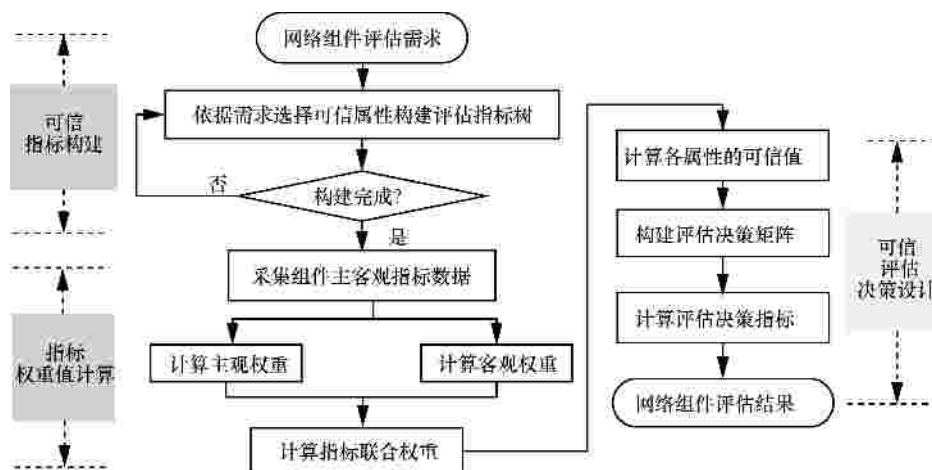 网络组件评估需求
可信
指标构建
依据需求选择可信属性构建评估指标树
否
构建完成?
是
采集组件主客观指标数据
指标
权重值计算
计算主观权重
计算客观权重
计算指标联合权重
计算各属性的可信值
构建评估决策矩阵
计算评估决策指标
网络组件评估结果
可信
评估
决策设计